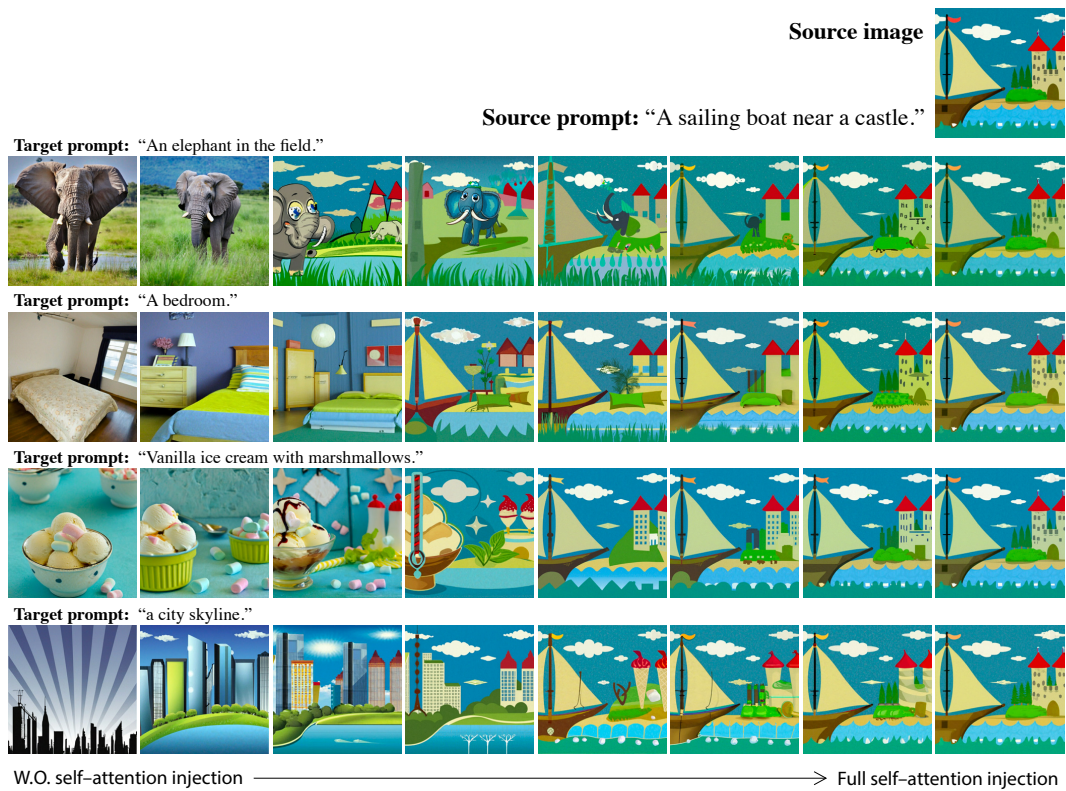 Source image
Source prompt: “A sailing boat near a castle.”
Target prompt: “An elephant in the field.”
Target prompt: “A bedroom.”
Target prompt: “Vanilla ice cream with marshmallows.”
Target prompt: “a city skyline.”
W.O. self–attention injection
Full self–attention injection